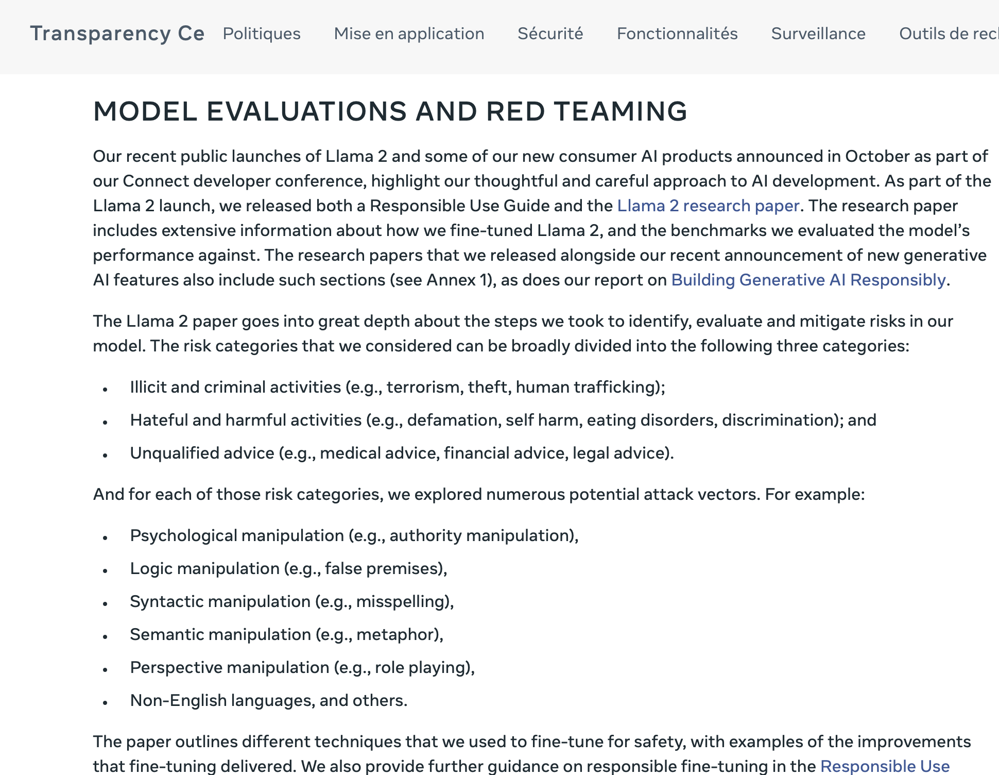 Transparency Ce
Politiques
Mise en application
Sécurité
Fonctionnalités
Surveillance
Outils de
MODEL EVALUATIONS AND RED TEAMING
Our recent public launches of Llama 2 and some of our new consumer AI products announced in October as part of
our Connect developer conference, highlight our thoughtful and careful approach to AI development. As part of the
Llama 2 launch, we released both a Responsible Use Guide and the Llama 2 research paper. The research paper
includes extensive information about how we fine-tuned Llama 2, and the benchmarks we evaluated the model’s
performance against. The research papers that we released alongside our recent announcement of new generative
AI features also include such sections (see Annex 1), as does our report on Building Generative AI Responsibly.
The Llama 2 paper goes into great depth about the steps we took to identify, evaluate and mitigate risks in our
model. The risk categories that we considered can be broadly divided into the following three categories:
• Illicit and criminal activities (e.g., terrorism, theft, human trafficking);
• Hateful and harmful activities (e.g., defamation, self harm, eating disorders, discrimination); and
• Unqualified advice (e.g., medical advice, financial advice, legal advice).
And for each of those risk categories, we explored numerous potential attack vectors. For example:
• Psychological manipulation (e.g., authority manipulation),
• Logic manipulation (e.g., false premises),
• Syntactic manipulation (e.g., misspelling),
• Semantic manipulation (e.g., metaphor),
• Perspective manipulation (e.g., role playing),
• Non-English languages, and others.
The paper outlines different techniques that we used to fine-tune for safety, with examples of the improvements
that fine-tuning delivered. We also provide further guidance on responsible fine-tuning in the Responsible Use